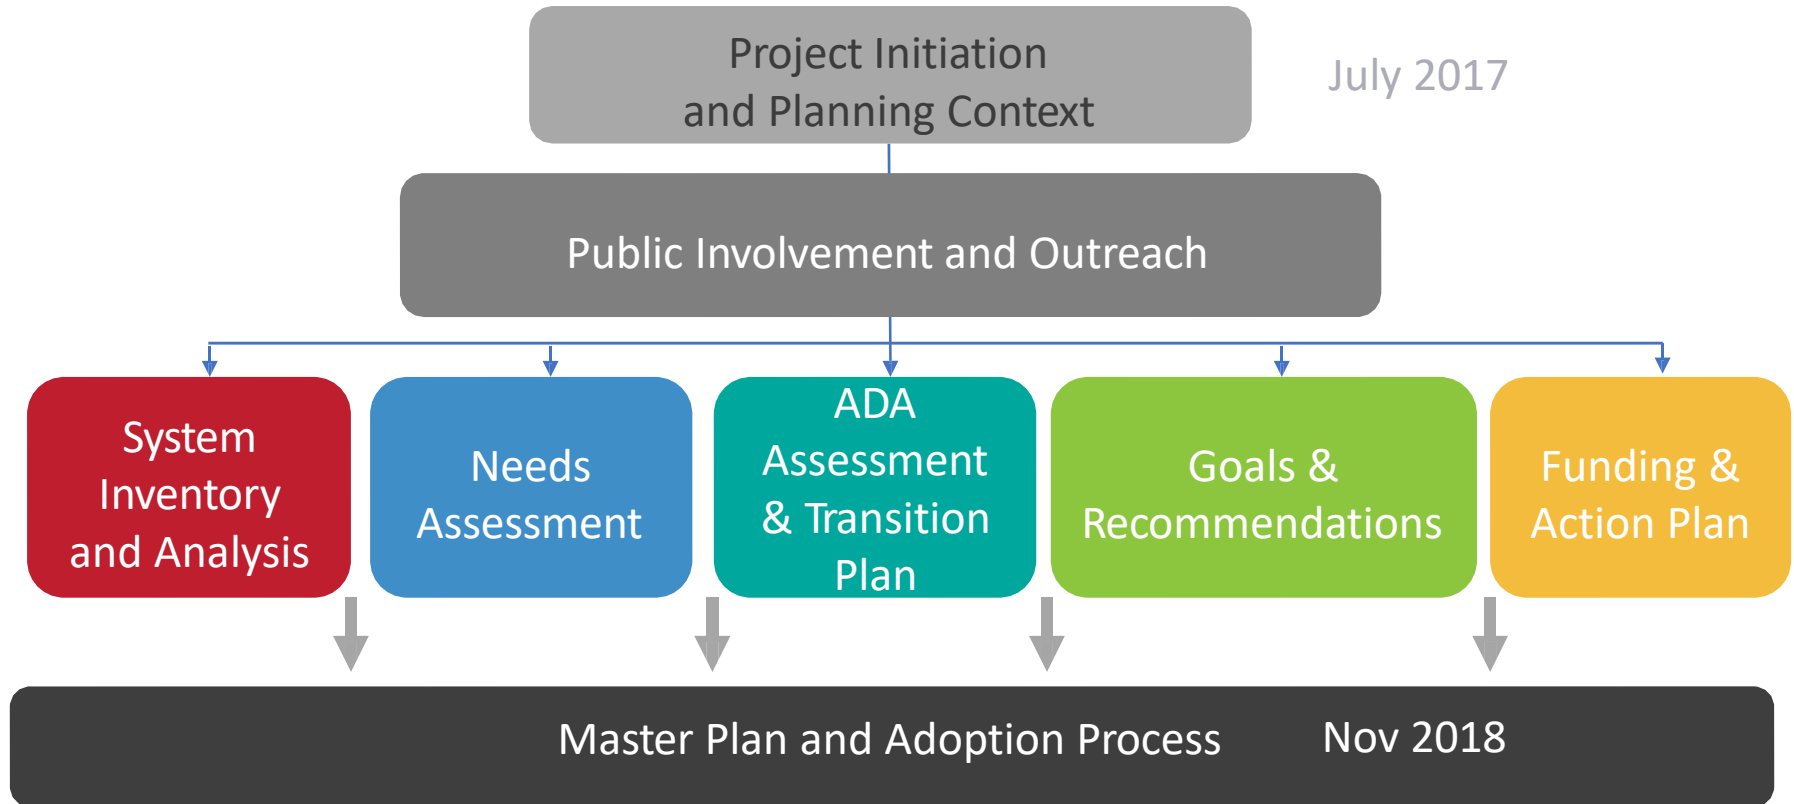 Project Initiation
and Planning Context
July 2017
Public Involvement and Outreach
System
Inventory
and Analysis
Needs
Assessment
ADA
Assessment
& Transition
Plan
Goals &
Recommendations
Funding &
Action Plan
Master Plan and Adoption Process
Nov 2018